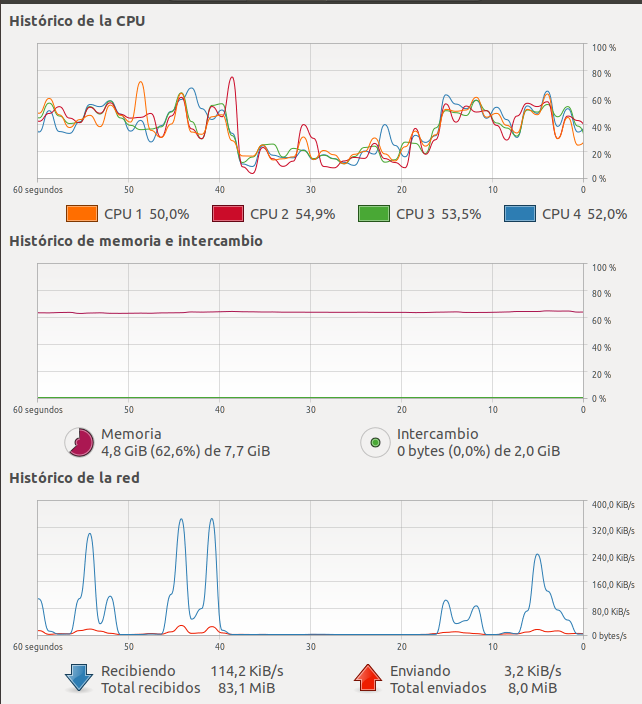 Histórico de la CPU
100 %
80 %
60 %
40 %
20 %
0 %
60 segundos 50 40 30 20 10 0
CPU 1 50,0% CPU 2 54,9% CPU 3 53,5% CPU 4 52,0%
Histórico de memoria e intercambio
100 %
80 %
60 %
40 %
20 %
0 %
60 segundos 50 40 30 20 10 0
Memoria Intercambio
4,8 GiB (62,6%) de 7,7 GiB 0 bytes (0,0%) de 2,0 GiB
Histórico de la red
400,0 KiB/s
320,0 KiB/s
240,0 KiB/s
160,0 KiB/s
80,0 KiB/s
0 bytes/s
60 segundos 50 40 30 20 10 0
Recibiendo 114,2 KiB/s Enviando 3,2 KiB/s
Total recibidos 83,1 MiB Total enviados 8,0 MiB